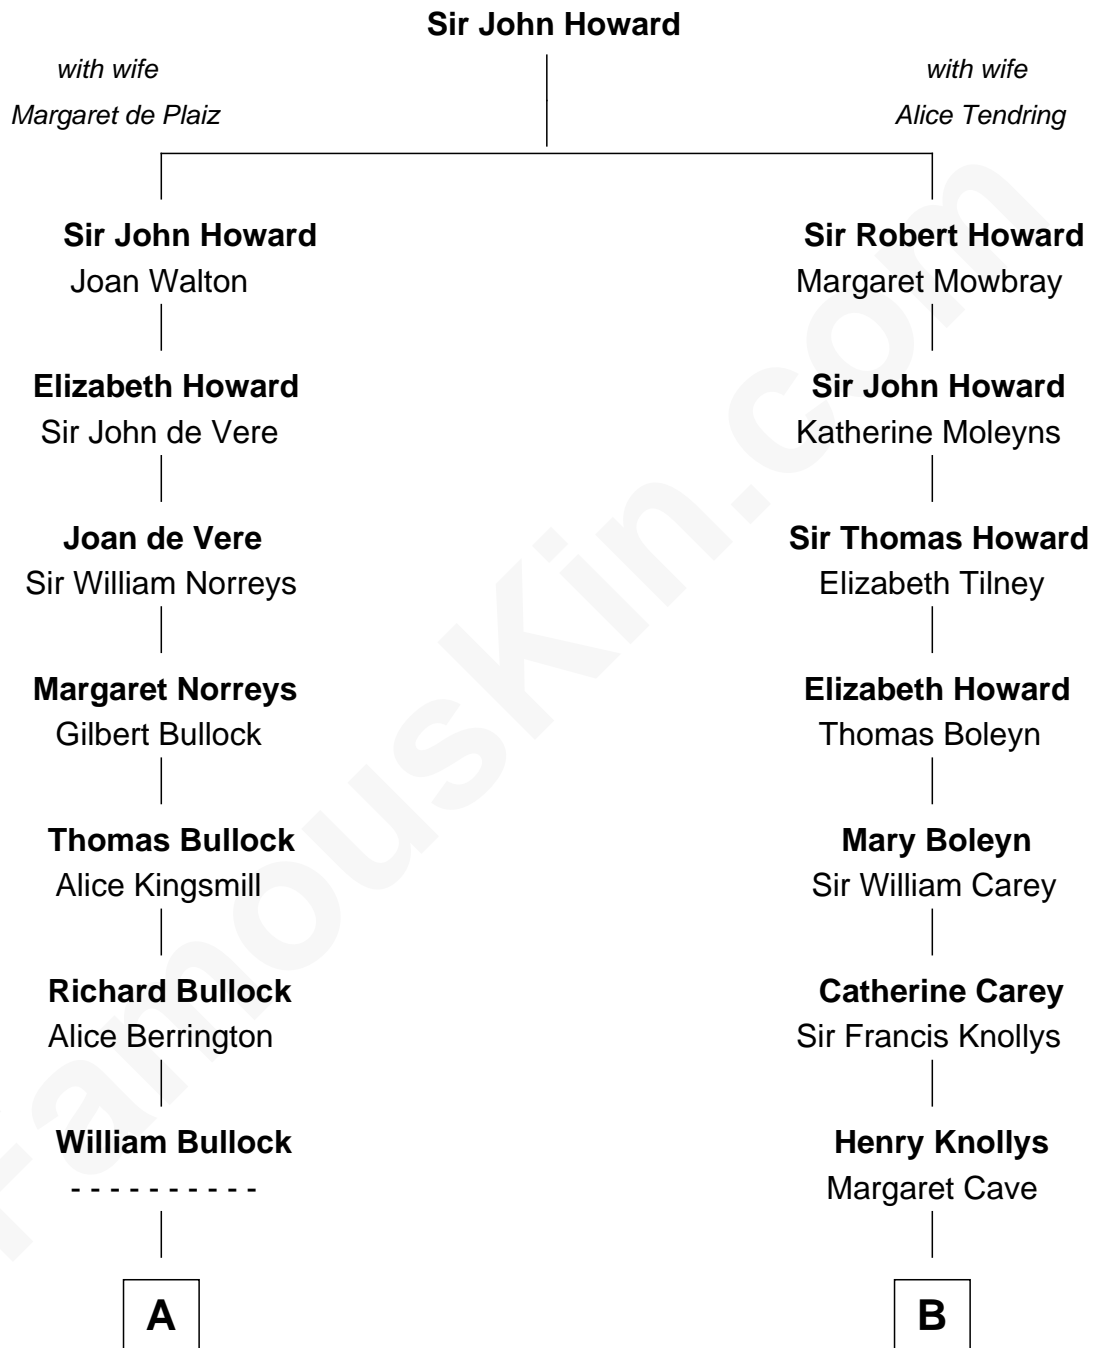 Sir John Howard
with wife
Margaret de Plaiz
with wife
Alice Tendring
Sir John Howard
Joan Walton
Sir Robert Howard
Margaret Mowbray
Elizabeth Howard
Sir John de Vere
Sir John Howard
Katherine Moleyns
Joan de Vere
Sir William Norreys
Sir Thomas Howard
Elizabeth Tilney
Margaret Norreys
Gilbert Bullock
Elizabeth Howard
Thomas Boleyn
Thomas Bullock
Alice Kingsmill
Mary Boleyn
Sir William Carey
Richard Bullock
Alice Berrington
Catherine Carey
Sir Francis Knollys
William Bullock
- - - - - - - - - -
Henry Knollys
Margaret Cave
A
B
FamousKin.com